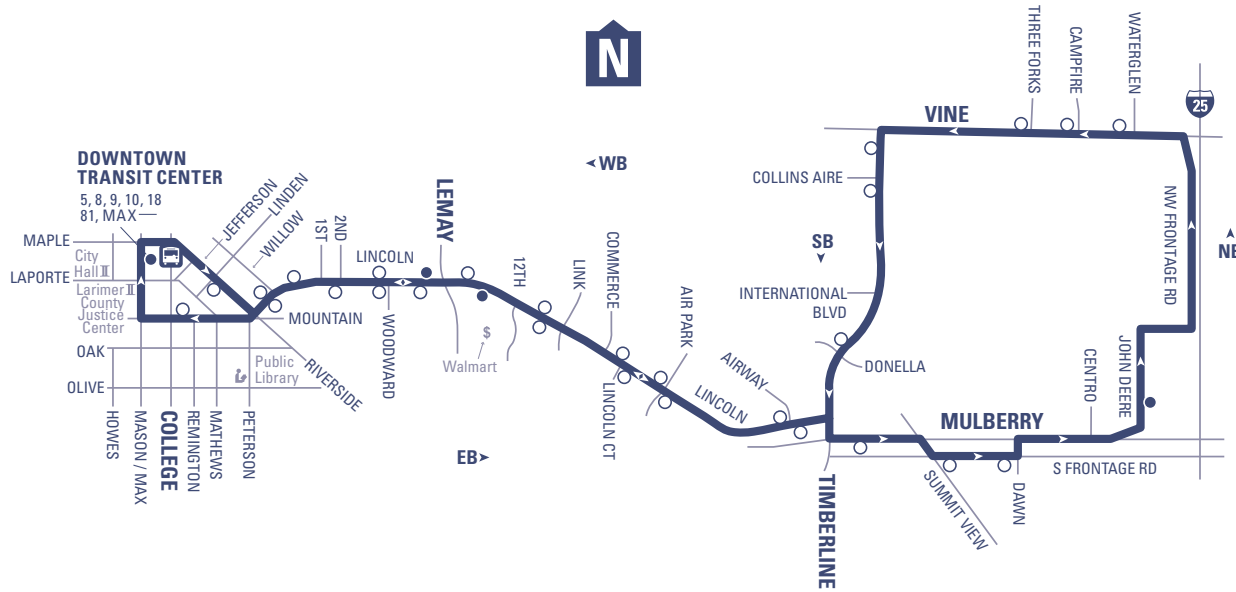 N
THREE FORKS
CAMPFIRE
WATERGLEN
25
VINE
DOWNTOWN
TRANSIT CENTER
5, 8, 9, 10, 18
81, MAX
WB
COLLINS AIRE
JEFFERSON
LINDEN
WILLOW
1ST
2ND
LEMAY
NW FRONTAGE RD
MAPLE
City
Hall
LINCOLN
12TH
LINK
COMMERCE
SB
NB
LAPORTE
Larimer
County
Justice
Center
MOUNTAIN
WOODWARD
$
Walmart
AIR PARK
INTERNATIONAL
BLVD
OAK
Public
Library
RIVERSIDE
AIRWAY
DONELLA
CENTRO
JOHN DEERE
OLIVE
LINCOLN CT
LINCOLN
MULBERRY
HOWES
MASON / MAX
COLLEGE
REMINGTON
MATHEWS
PETERSON
EB
S FRONTAGE RD
TIMBERLINE
SUMMIT VIEW
DAWN